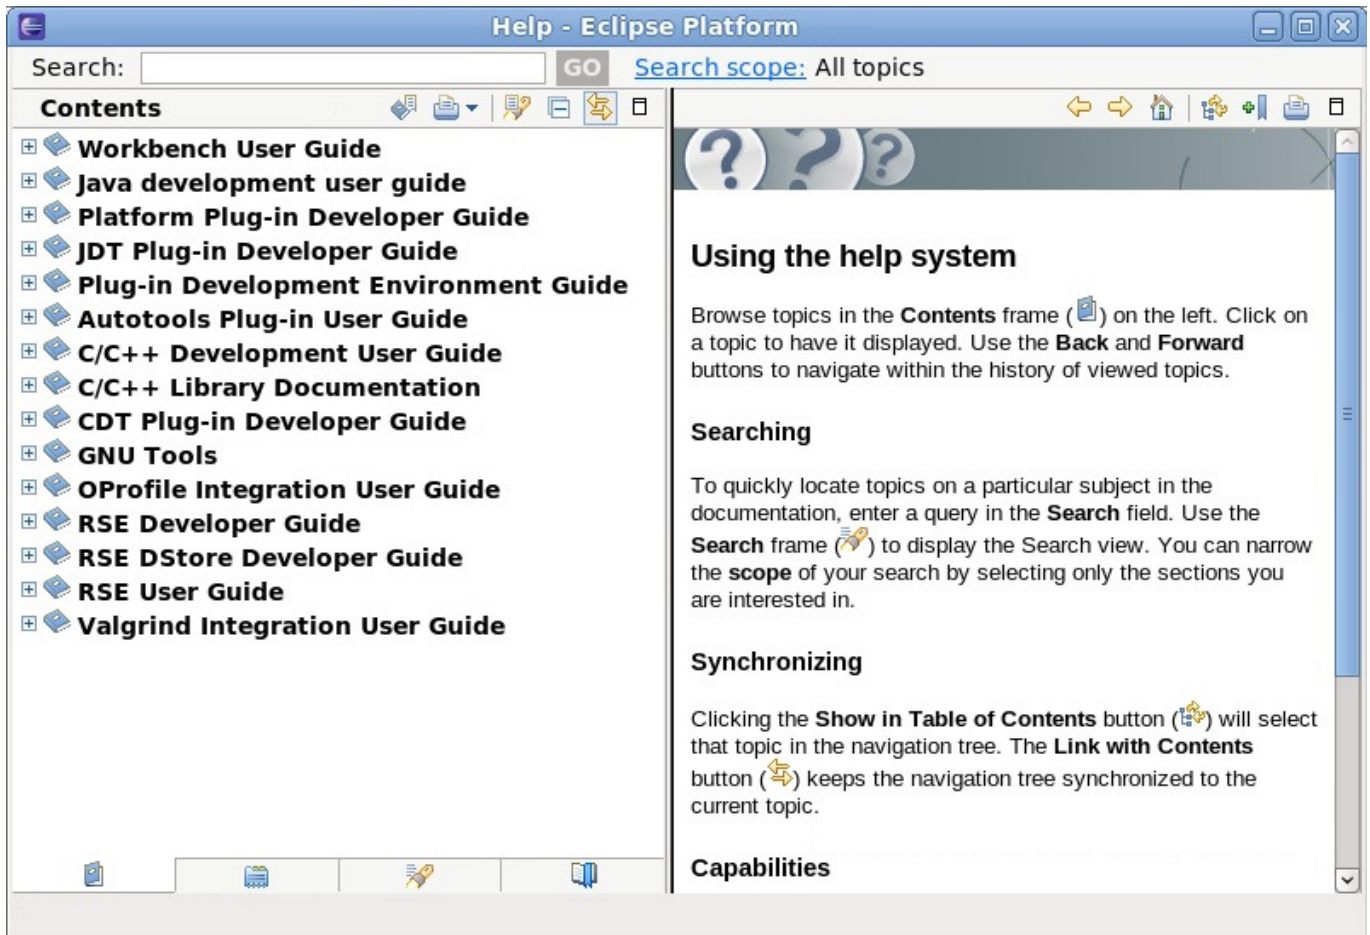 Help - Eclipse Platform
Search:
GO
Search scope: All topics
Contents
Workbench User Guide
Java development user guide
Platform Plug-in Developer Guide
JDT Plug-in Developer Guide
Plug-in Development Environment Guide
Autotools Plug-in User Guide
C/C++ Development User Guide
C/C++ Library Documentation
CDT Plug-in Developer Guide
GNU Tools
OProfile Integration User Guide
RSE Developer Guide
RSE DStore Developer Guide
RSE User Guide
Valgrind Integration User Guide
? ? ?
Using the help system
Browse topics in the Contents frame ( ) on the left. Click on
a topic to have it displayed. Use the Back and Forward
buttons to navigate within the history of viewed topics.
Searching
To quickly locate topics on a particular subject in the
documentation, enter a query in the Search field. Use the
Search frame ( ) to display the Search view. You can narrow
the scope of your search by selecting only the sections you
are interested in.
Synchronizing
Clicking the Show in Table of Contents button ( ) will select
that topic in the navigation tree. The Link with Contents
button ( ) keeps the navigation tree synchronized to the
current topic.
Capabilities